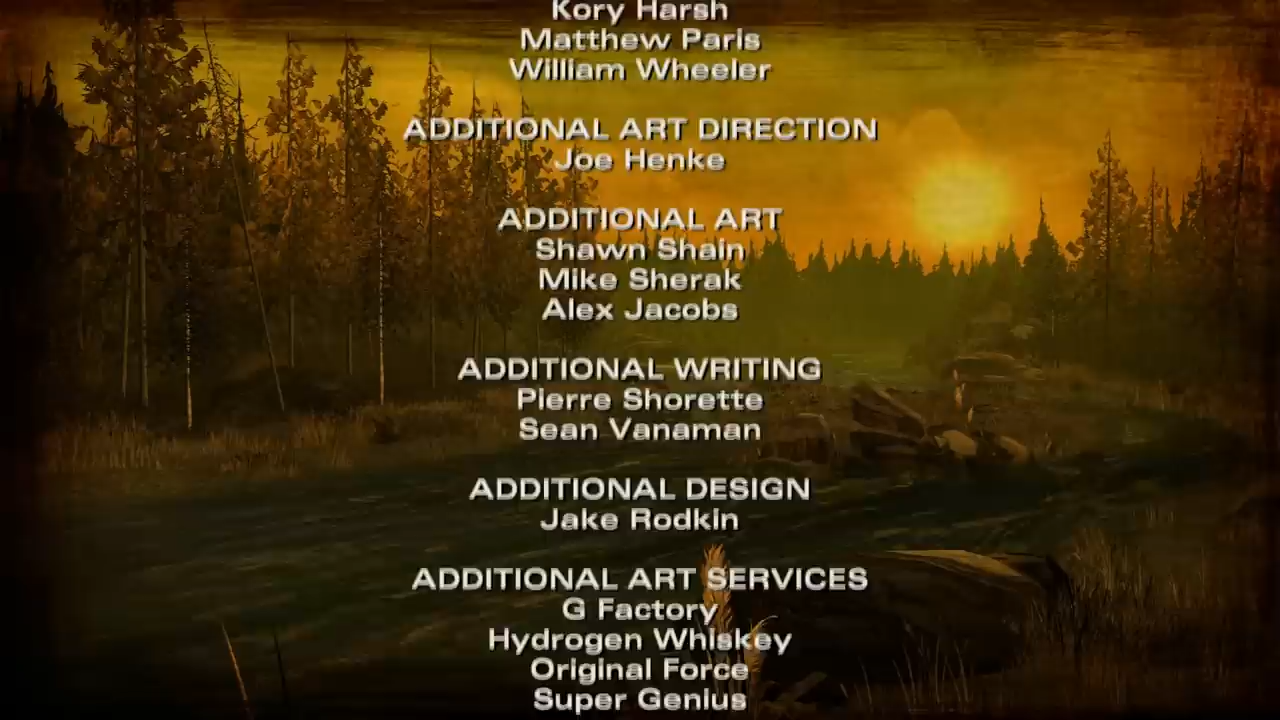 Kory Harsh
Matthew Paris
William Wheeler
ADDITIONAL ART DIRECTION
Joe Henke
ADDITIONAL ART
Shawn Shain
Mike Sherak
Alex Jacobs
ADDITIONAL WRITING
Pierre Shorette
Sean Vanaman
ADDITIONAL DESIGN
Jake Rodkin
ADDITIONAL ART SERVICES
G Factory
Hydrogen Whiskey
Original Force
Super Genius